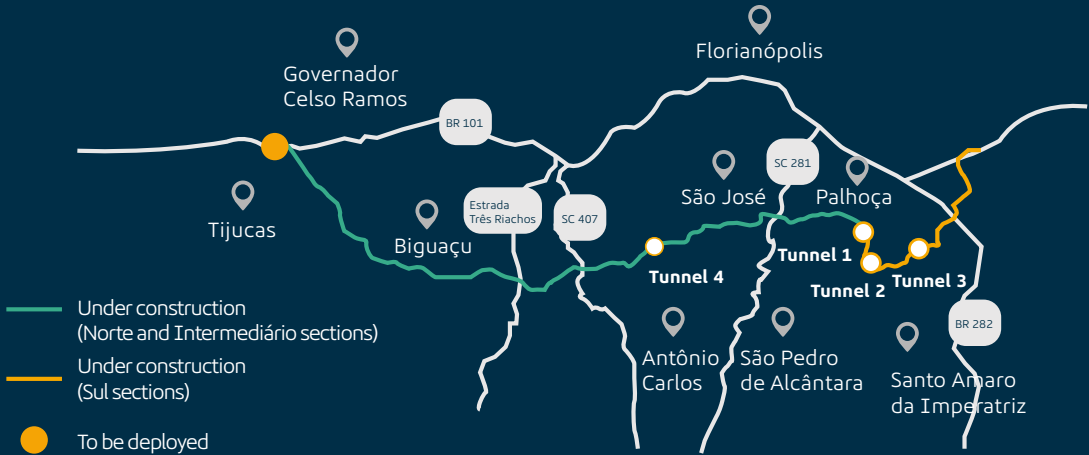 Florianópolis
Governador
Celso Ramos
BR 101
SC 281
São José
Palhoça
Estrada
Três Riachos
SC 407
Tijucas
Biguaçu
Tunnel 1
Tunnel 4
Tunnel 3
Tunnel 2
Under construction
(Norte and Intermediário sections)
BR 282
Antônio
Carlos
São Pedro
de Alcântara
Under construction
(Sul sections)
Santo Amaro
da Imperatriz
To be deployed